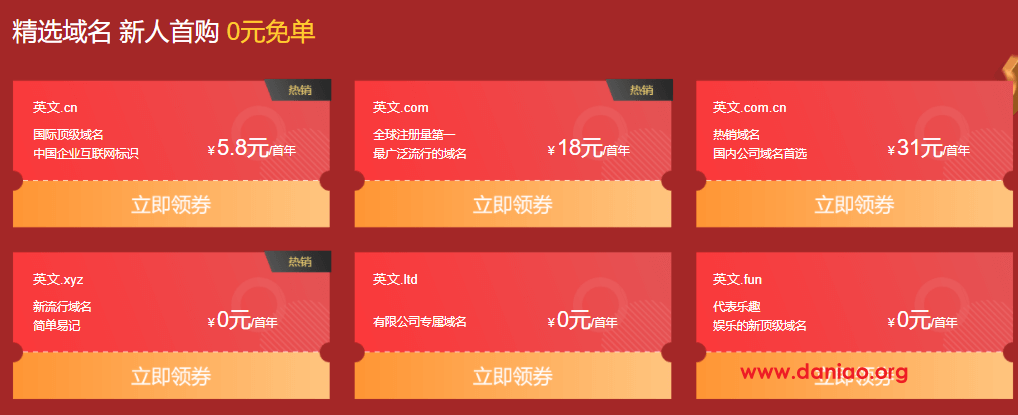 精选域名 新人首购 0元免单
热销
英文.cn
国际顶级域名
中国企业互联网标识
¥ 5.8元/首年
立即领券
热销
英文.com
全球注册量第一
最广泛流行的域名
¥ 18元/首年
立即领券
英文.com.cn
热销域名
国内公司域名首选
¥ 31元/首年
立即领券
热销
英文.xyz
新流行域名
简单易记
¥ 0元/首年
立即领券
英文.ltd
有限公司专属域名
¥ 0元/首年
立即领券
英文.fun
代表乐趣
娱乐的新顶级域名
¥ 0元/首年
立即领券
www.daniao.org